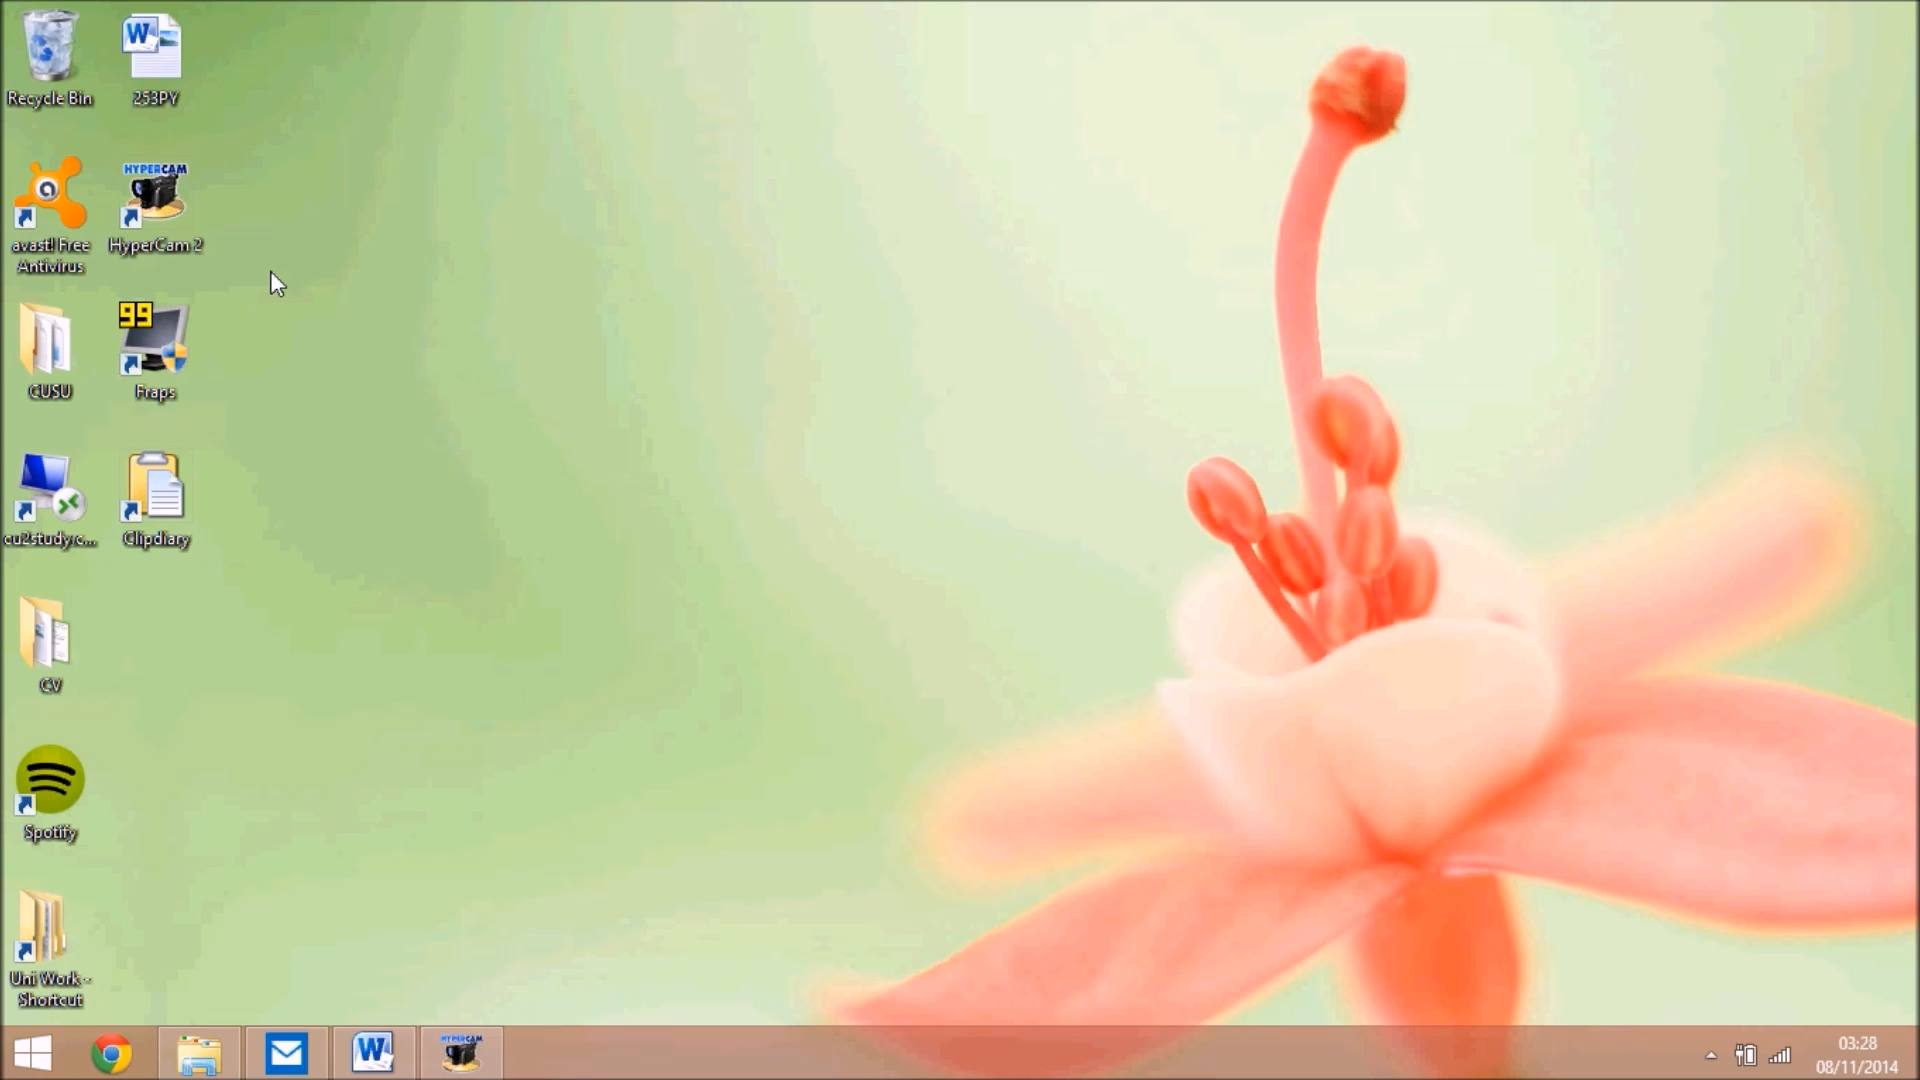 Recycle Bin
253PY
avast! Free
Antivirus
HYPERCAM
HyperCam 2
CUSU
99
Fraps
cu2study.c...
Clipdiary
CV
Spotify
Uni Work -
Shortcut
W
W
HYPERCAM
03:28
08/11/2014